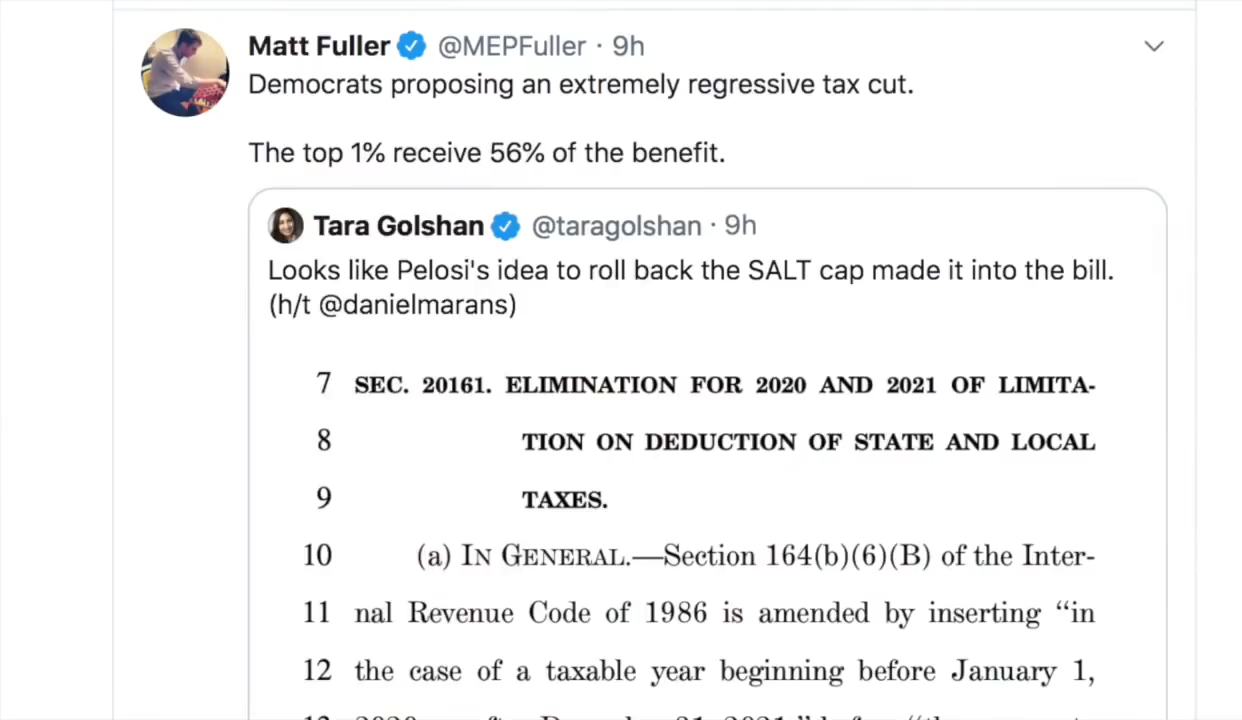 Matt Fuller @MEPFuller · 9h
Democrats proposing an extremely regressive tax cut.
The top 1% receive 56% of the benefit.
Tara Golshan @taragolshan · 9h
Looks like Pelosi's idea to roll back the SALT cap made it into the bill.
(h/t @danielmarans)
7 SEC. 20161. ELIMINATION FOR 2020 AND 2021 OF LIMITA-
8 TION ON DEDUCTION OF STATE AND LOCAL
9 TAXES.
10 (a) IN GENERAL.—Section 164(b)(6)(B) of the Inter-
11 nal Revenue Code of 1986 is amended by inserting “in
12 the case of a taxable year beginning before January 1,